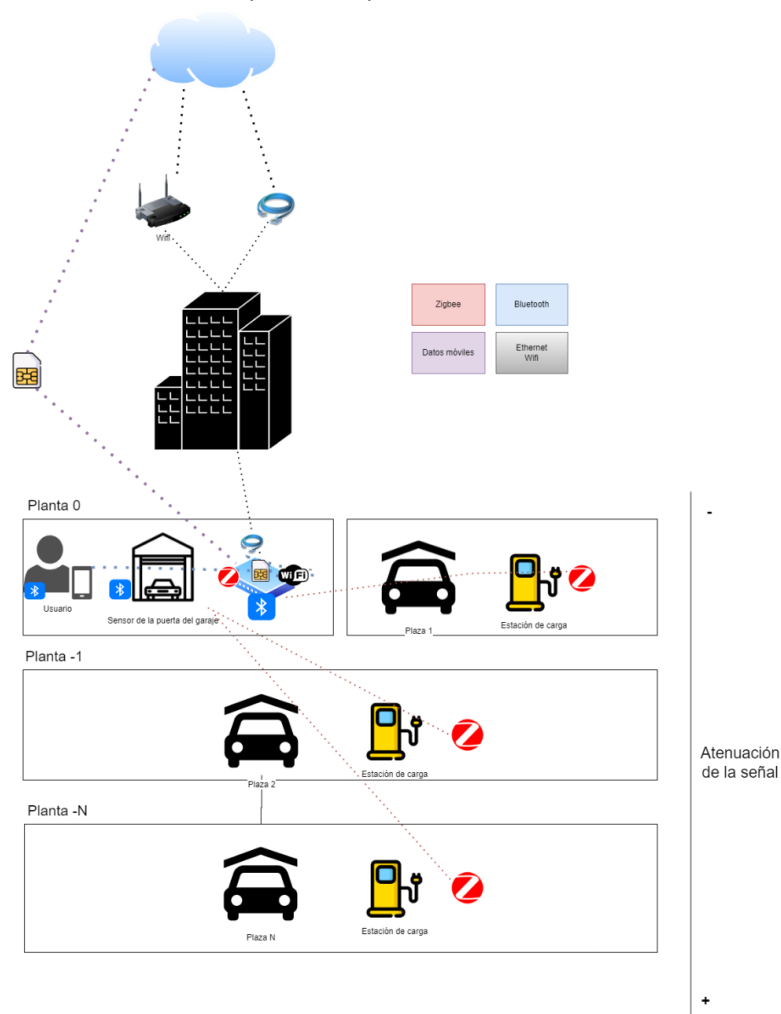 Wifi
Zigbee
Bluetooth
Datos móviles
Ethernet
Wifi
Planta 0
-
WiFi
Usuario
Sensor de la puerta del garaje
Plaza 1
Estación de carga
Planta -1
Plaza 2
Estación de carga
Atenuación
de la señal
Planta -N
Plaza N
Estación de carga
+